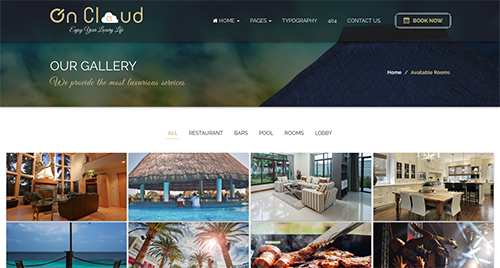 On Cloud
Enjoy Your Luxury Life
HOME
PAGES
TYPOGRAPHY
404
CONTACT US
BOOK NOW
OUR GALLERY
We provide the most luxurious services
Home / Available Rooms
ALL
RESTAURANT
BARS
POOL
ROOMS
LOBBY